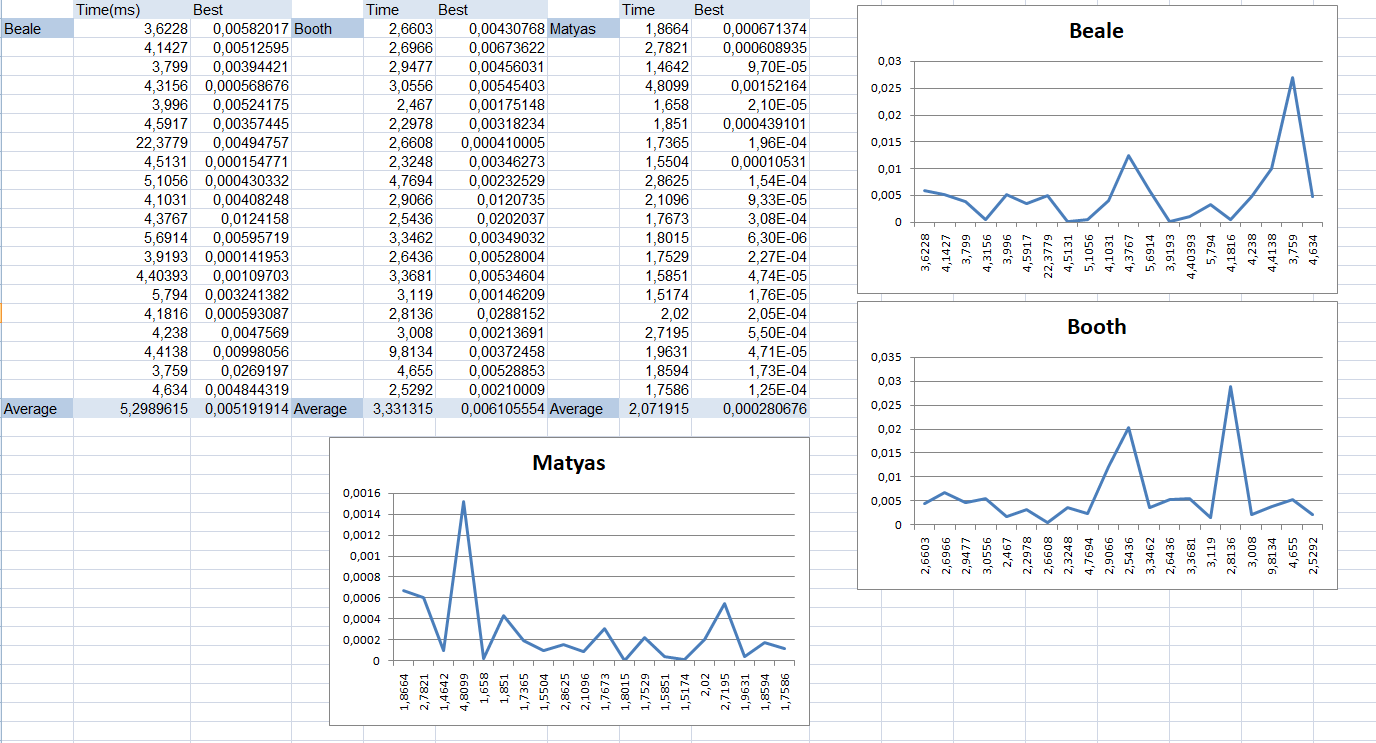 Time(ms) Best Time Best Time Best
Beale 3,6228 0,00582017 Booth 2,6603 0,00430768 Matyas 1,8664 0,000671374
4,1427 0,00512595 2,6966 0,00673622 2,7821 0,000608935
3,799 0,00394421 2,9477 0,00456031 1,4642 9,70E-05
4,3156 0,000568676 3,0556 0,00545403 4,8099 0,00152164
3,996 0,00524175 2,467 0,00175148 1,658 2,10E-05
4,5917 0,00357445 2,2978 0,00318234 1,851 0,000439101
22,3779 0,00494757 2,6608 0,000410005 1,7365 1,96E-04
4,5131 0,000154771 2,3248 0,00346273 1,5504 0,00010531
5,1056 0,000430332 4,7694 0,00232529 2,8625 1,54E-04
4,1031 0,00408248 2,9066 0,0120735 2,1096 9,33E-05
4,3767 0,0124158 2,5436 0,0202037 1,7673 3,08E-04
5,6914 0,00595719 3,3462 0,00349032 1,8015 6,30E-06
3,9193 0,000141953 2,6436 0,00528004 1,7529 2,27E-04
4,40393 0,00109703 3,3681 0,00534604 1,5851 4,74E-05
5,794 0,003241382 3,119 0,00146209 1,5174 1,76E-05
4,1816 0,000593087 2,8136 0,0288152 2,02 2,05E-04
4,238 0,0047569 3,008 0,00213691 2,7195 5,50E-04
4,4138 0,00998056 9,8134 0,00372458 1,9631 4,71E-05
3,759 0,0269197 4,655 0,00528853 1,8594 1,73E-04
4,634 0,004844319 2,5292 0,00210009 1,7586 1,25E-04
Average 5,2989615 0,005191914 Average 3,331315 0,006105554 Average 2,071915 0,000280676
Beale
0,03
0,025
0,02
0,015
0,01
0,005
0
3,6228 4,1427 3,799 4,3156 3,996 4,5917 22,3779 4,5131 5,1056 4,1031 4,3767 5,6914 3,9193 4,40393 5,794 4,1816 4,238 4,4138 3,759 4,634
Booth
0,035
0,03
0,025
0,02
0,015
0,01
0,005
0
2,6603 2,6966 2,9477 3,0556 2,467 2,2978 2,6608 2,3248 4,7694 2,9066 2,5436 3,3462 2,6436 3,3681 3,119 2,8136 3,008 9,8134 4,655 2,5292
Matyas
0,0016
0,0014
0,0012
0,001
0,0008
0,0006
0,0004
0,0002
0
1,8664 2,7821 1,4642 4,8099 1,658 1,851 1,7365 1,5504 2,8625 2,1096 1,7673 1,8015 1,7529 1,5851 1,5174 2,02 2,7195 1,9631 1,8594 1,7586